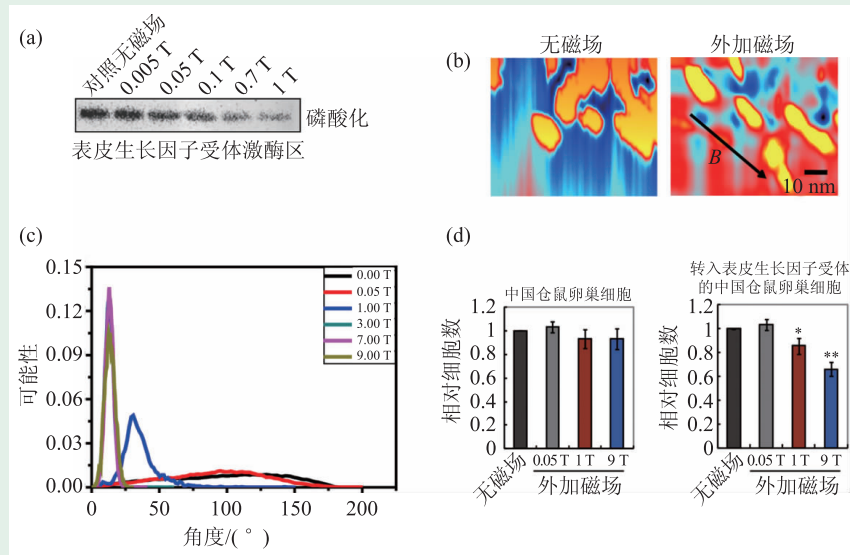 (a)
对照无磁场
0.005 T
0.05 T
0.1 T
0.7 T
1 T
磷酸化
表皮生长因子受体激酶区
(b)
无磁场
外加磁场
B
10 nm
(c)
0.15
0.12
0.09
0.06
0.03
0.00
可能性
0
50
100
150
200
角度/(°)
0.00 T
0.05 T
1.00 T
3.00 T
7.00 T
9.00 T
(d)
中国仓鼠卵巢细胞
1.2
1
0.8
0.6
0.4
0.2
0
相对细胞数
无磁场
0.05 T
1 T
9 T
外加磁场
转入表皮生长因子受体
的中国仓鼠卵巢细胞
1.2
1
0.8
0.6
0.4
0.2
0
相对细胞数
*
**
无磁场
0.05 T
1 T
9 T
外加磁场